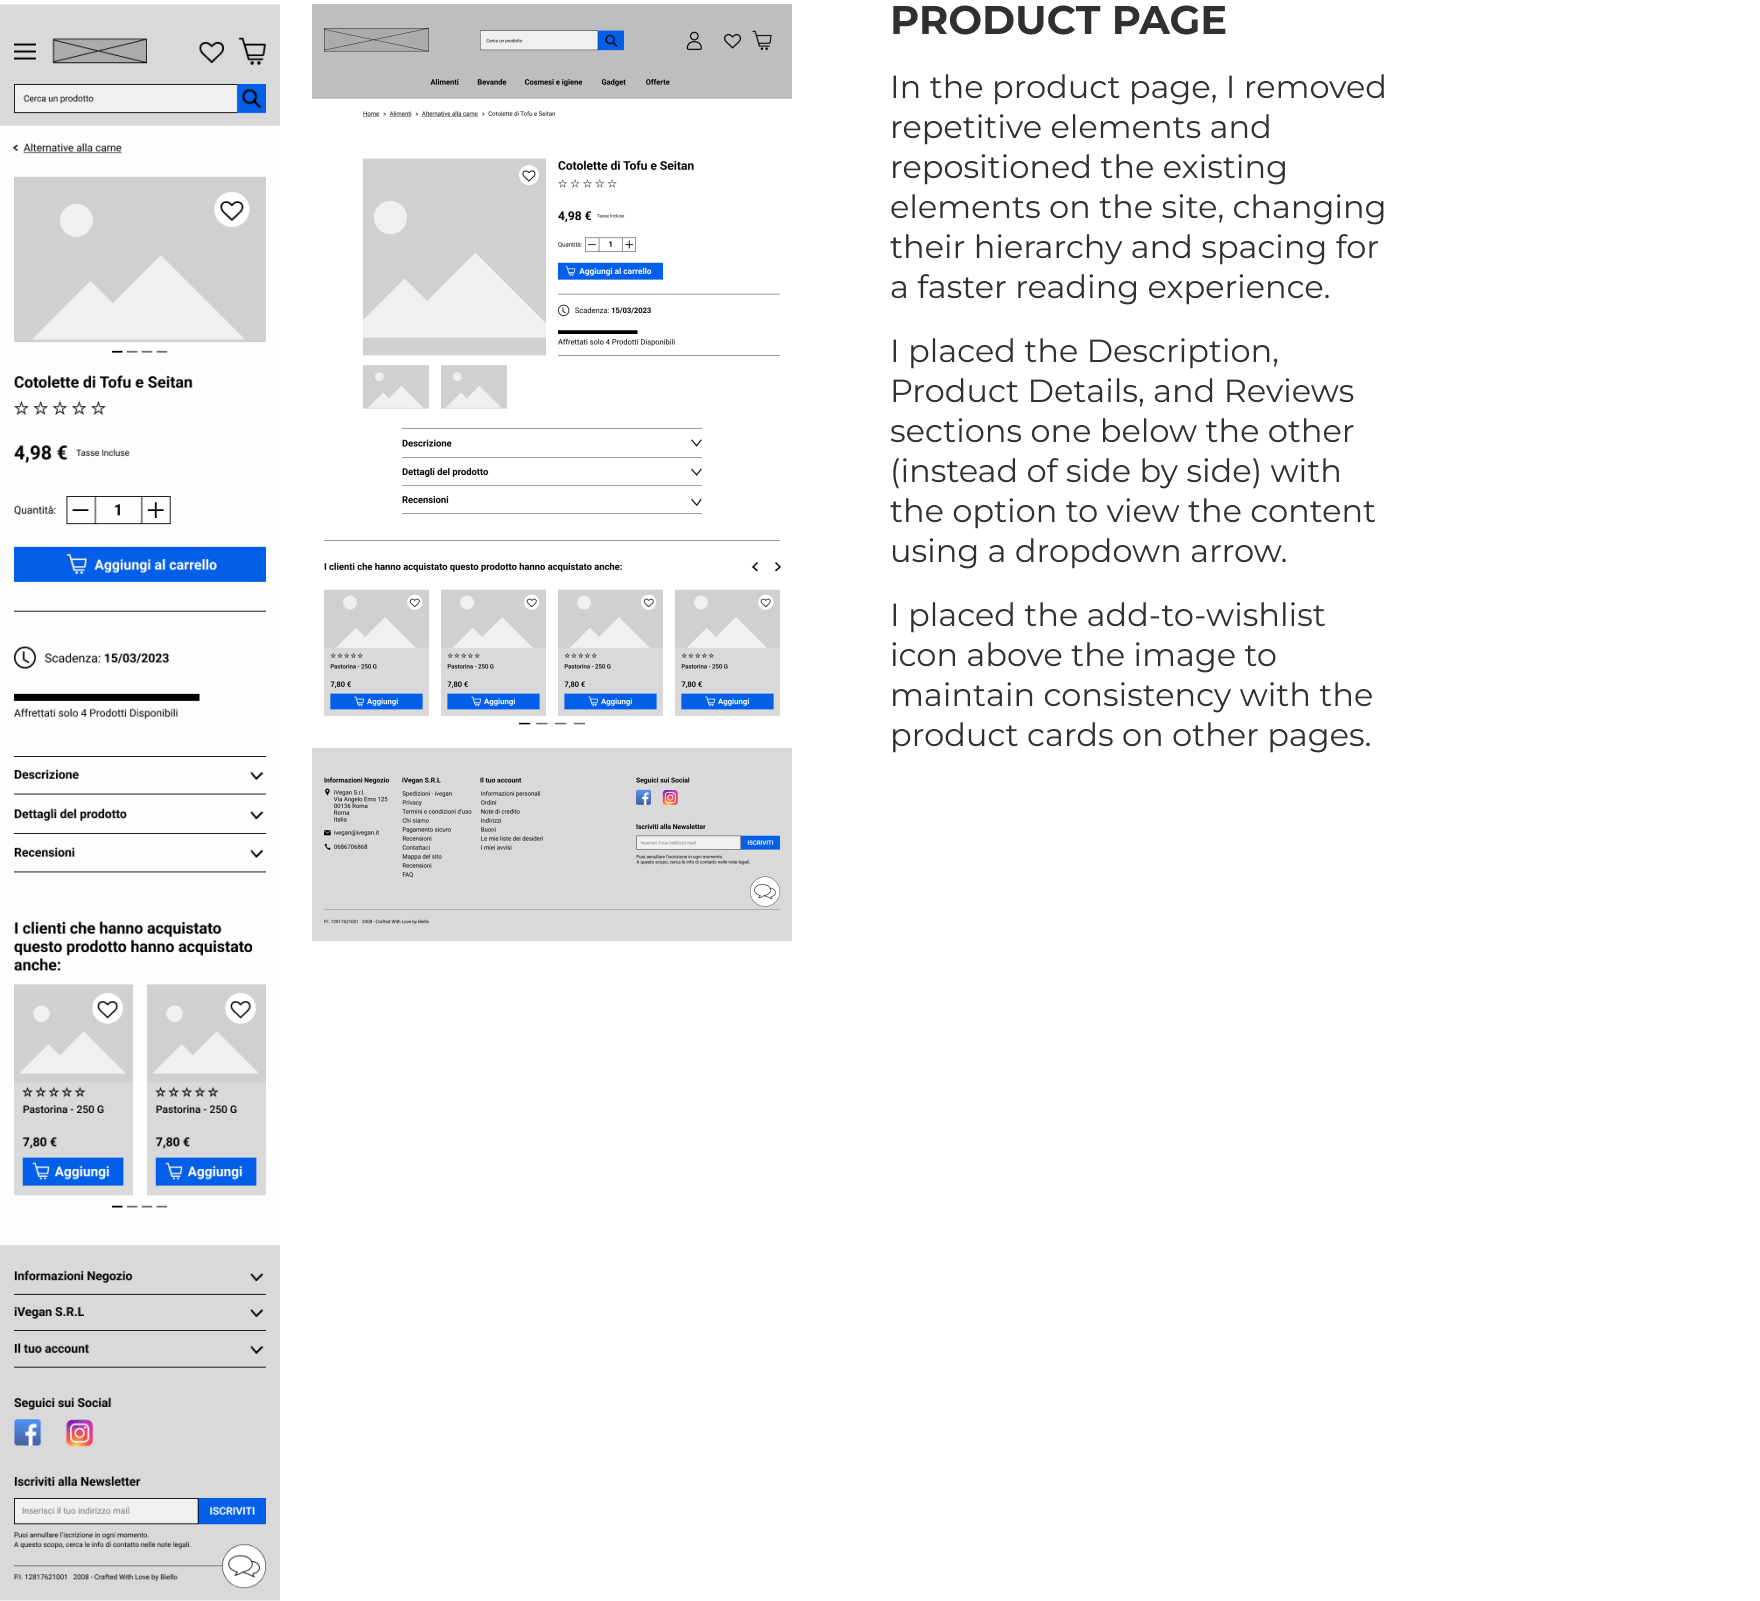 Cerca un prodotto
Alternative alla carne
Cotolette di Tofu e Seitan
4,98 € Tasse Incluse
Quantità: 1
Aggiungi al carrello
Scadenza: 15/03/2023
Affrettati solo 4 Prodotti Disponibili
Descrizione
Dettagli del prodotto
Recensioni
I clienti che hanno acquistato
questo prodotto hanno acquistato
anche:
Pastorina - 250 G
7,80 €
Aggiungi
Pastorina - 250 G
7,80 €
Aggiungi
Informazioni Negozio
iVegan S.R.L
Il tuo account
Seguici sui Social
Iscriviti alla Newsletter
Inserisci il tuo indirizzo mail ISCRIVITI
Puoi annullare l'iscrizione in ogni momento.
A questo scopo, cerca le info di contatto nelle note legali.
P.I. 12817621001 2008 - Crafted With Love by Biello
Cerca un prodotto
Alimenti Bevande Cosmesi e igiene Gadget Offerte
Home > Alimenti > Alternative alla carne > Cotolette di Tofu e Seitan
Cotolette di Tofu e Seitan
4,98 € Tasse Incluse
Quantità: 1
Aggiungi al carrello
Scadenza: 15/03/2023
Affrettati solo 4 Prodotti Disponibili
Descrizione
Dettagli del prodotto
Recensioni
I clienti che hanno acquistato questo prodotto hanno acquistato anche:
Pastorina - 250 G
7,80 €
Aggiungi
Pastorina - 250 G
7,80 €
Aggiungi
Pastorina - 250 G
7,80 €
Aggiungi
Pastorina - 250 G
7,80 €
Aggiungi
Informazioni Negozio
iVegan S.r.l.
Via Angelo Emo 125
00136 Roma
Roma
Italia
ivegan@ivegan.it
0686706868
iVegan S.R.L
Spedizioni - ivegan
Privacy
Termini e condizioni d'uso
Chi siamo
Pagamento sicuro
Recensioni
Contattaci
Mappa del sito
Recensioni
FAQ
Il tuo account
Informazioni personali
Ordini
Note di credito
Indirizzi
Buoni
Le mie liste dei desideri
I miei avvisi
Seguici sui Social
Iscriviti alla Newsletter
Inserisci il tuo indirizzo mail ISCRIVITI
Puoi annullare l'iscrizione in ogni momento.
A questo scopo, cerca le info di contatto nelle note legali.
P.I. 12817621001 2008 - Crafted With Love by Biello
PRODUCT PAGE
In the product page, I removed
repetitive elements and
repositioned the existing
elements on the site, changing
their hierarchy and spacing for
a faster reading experience.
I placed the Description,
Product Details, and Reviews
sections one below the other
(instead of side by side) with
the option to view the content
using a dropdown arrow.
I placed the add-to-wishlist
icon above the image to
maintain consistency with the
product cards on other pages.